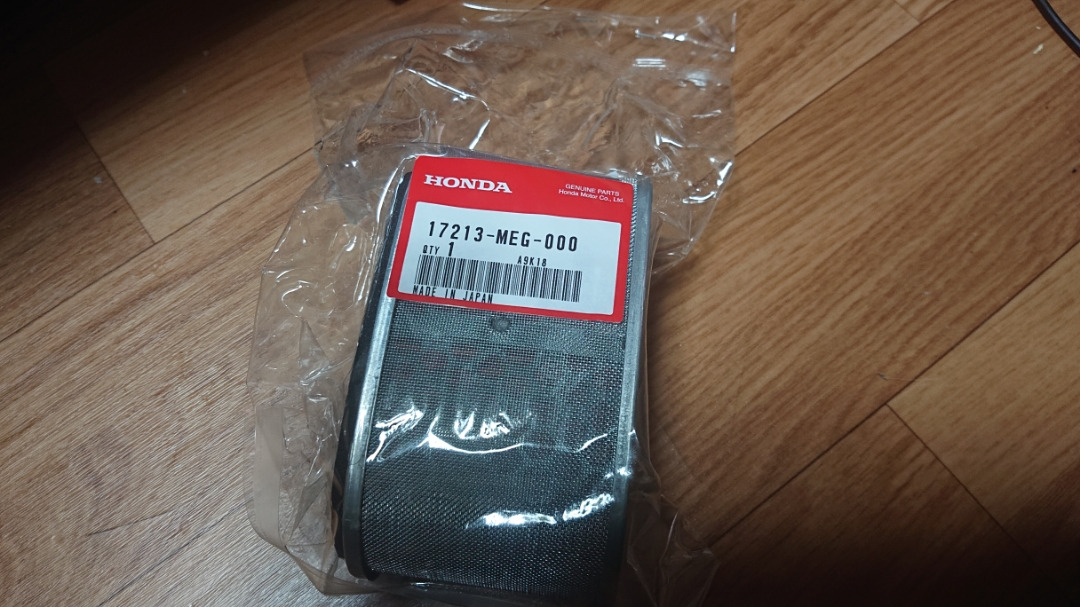 HONDA
GENUINE PARTS
Honda Motor Co., Ltd.
17213-MEG-000
QTY 1
A9K18
MADE IN JAPAN